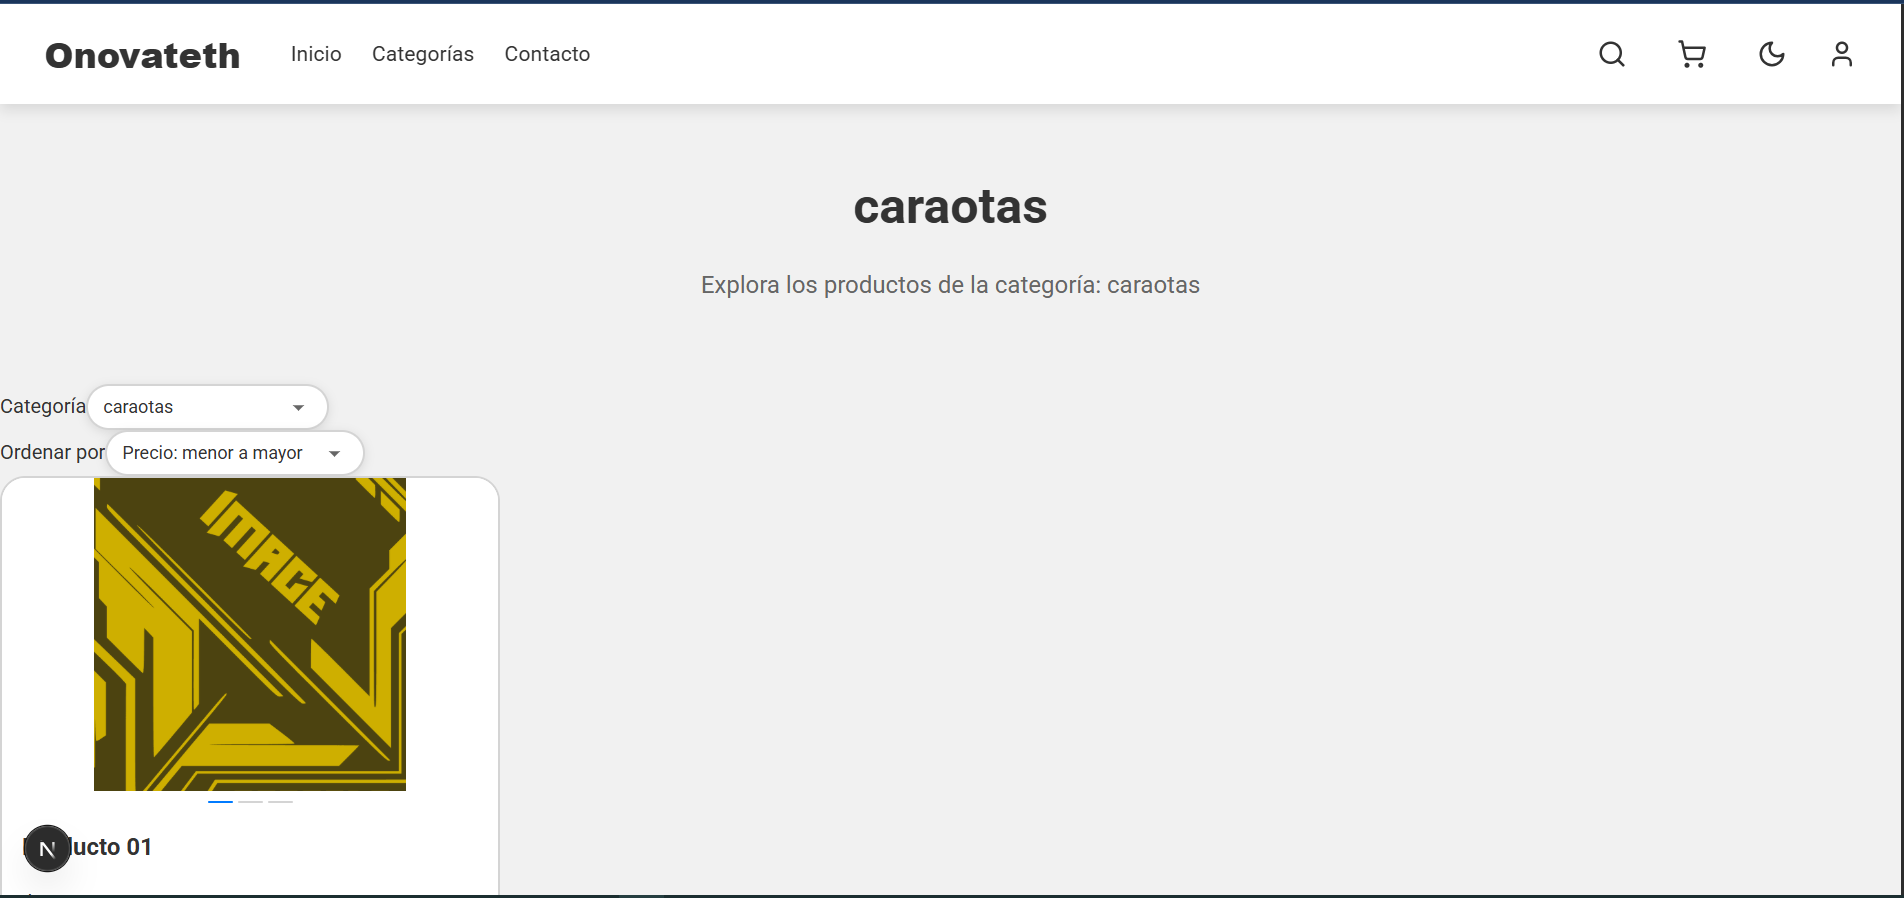 Onovateth
Inicio Categorías Contacto
caraotas
Explora los productos de la categoría: caraotas
Categoría caraotas
Ordenar por Precio: menor a mayor
IMAGE
N
ucto 01